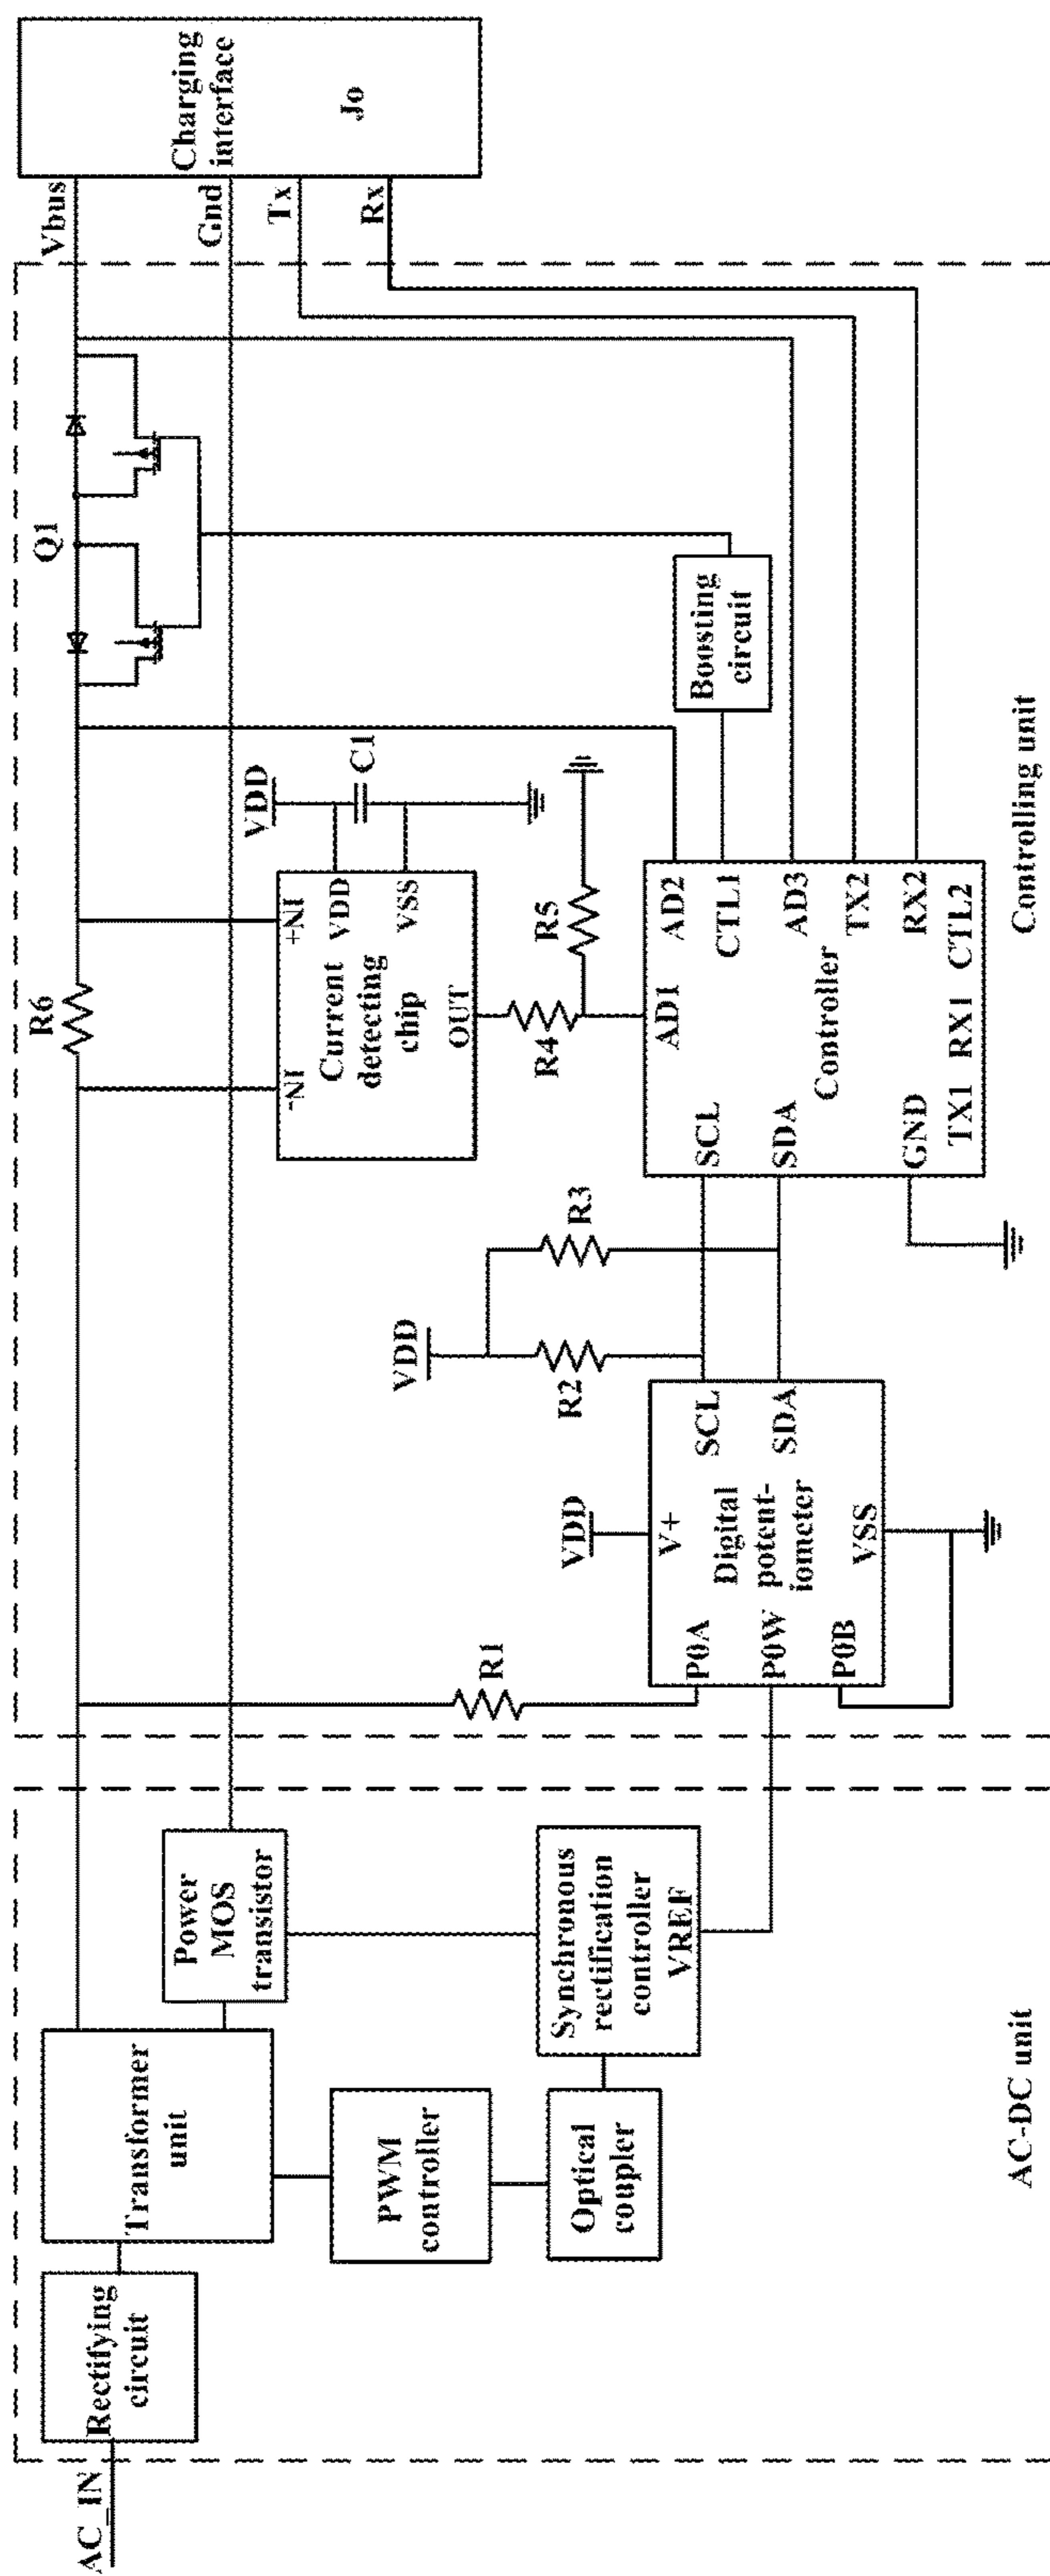 AC_IN
Rectifying
circuit
Transformer
unit
Power
MOS
transistor
PWM
controller
Optical
coupler
Synchronous
rectification
controller
VREF
AC-DC unit
R1
VDD
V+
P0A
P0W
P0B
Digital
potent-
iometer
SCL
SDA
VSS
VDD
R2
R3
R6
-NI
+NI
Current
detecting
chip
VDD
VSS
OUT
VDD
C1
R4
R5
AD1
SCL
SDA
GND
Controller
AD2
CTL1
AD3
TX2
RX2
TX1 RX1 CTL2
Boosting
circuit
Q1
Controlling unit
Vbus
Gnd
Tx
Rx
Charging
interface
Jo